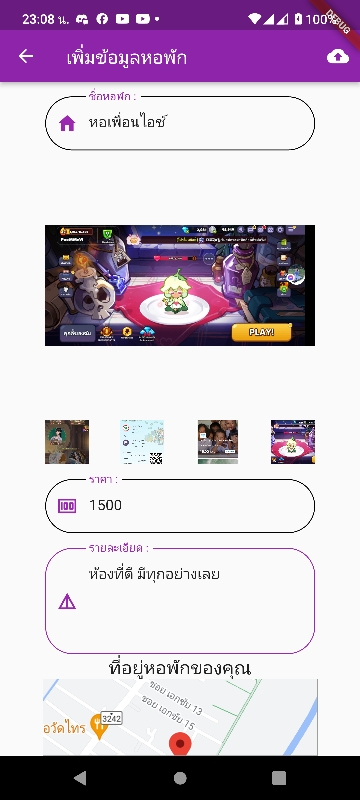 23:08 น.
100
DEBUG
เพิ่มข้อมูลหอพัก
ชื่อหอพัก :
หอเพื่อนไอซ์
PLAY!
ราคา :
1500
รายละเอียด :
ห้องที่ดี มีทุกอย่างเลย
ที่อยู่หอพักของคุณ
ซอย เอกชัย 13
ซอย เอกชัย 15
3242
อวัดไทร